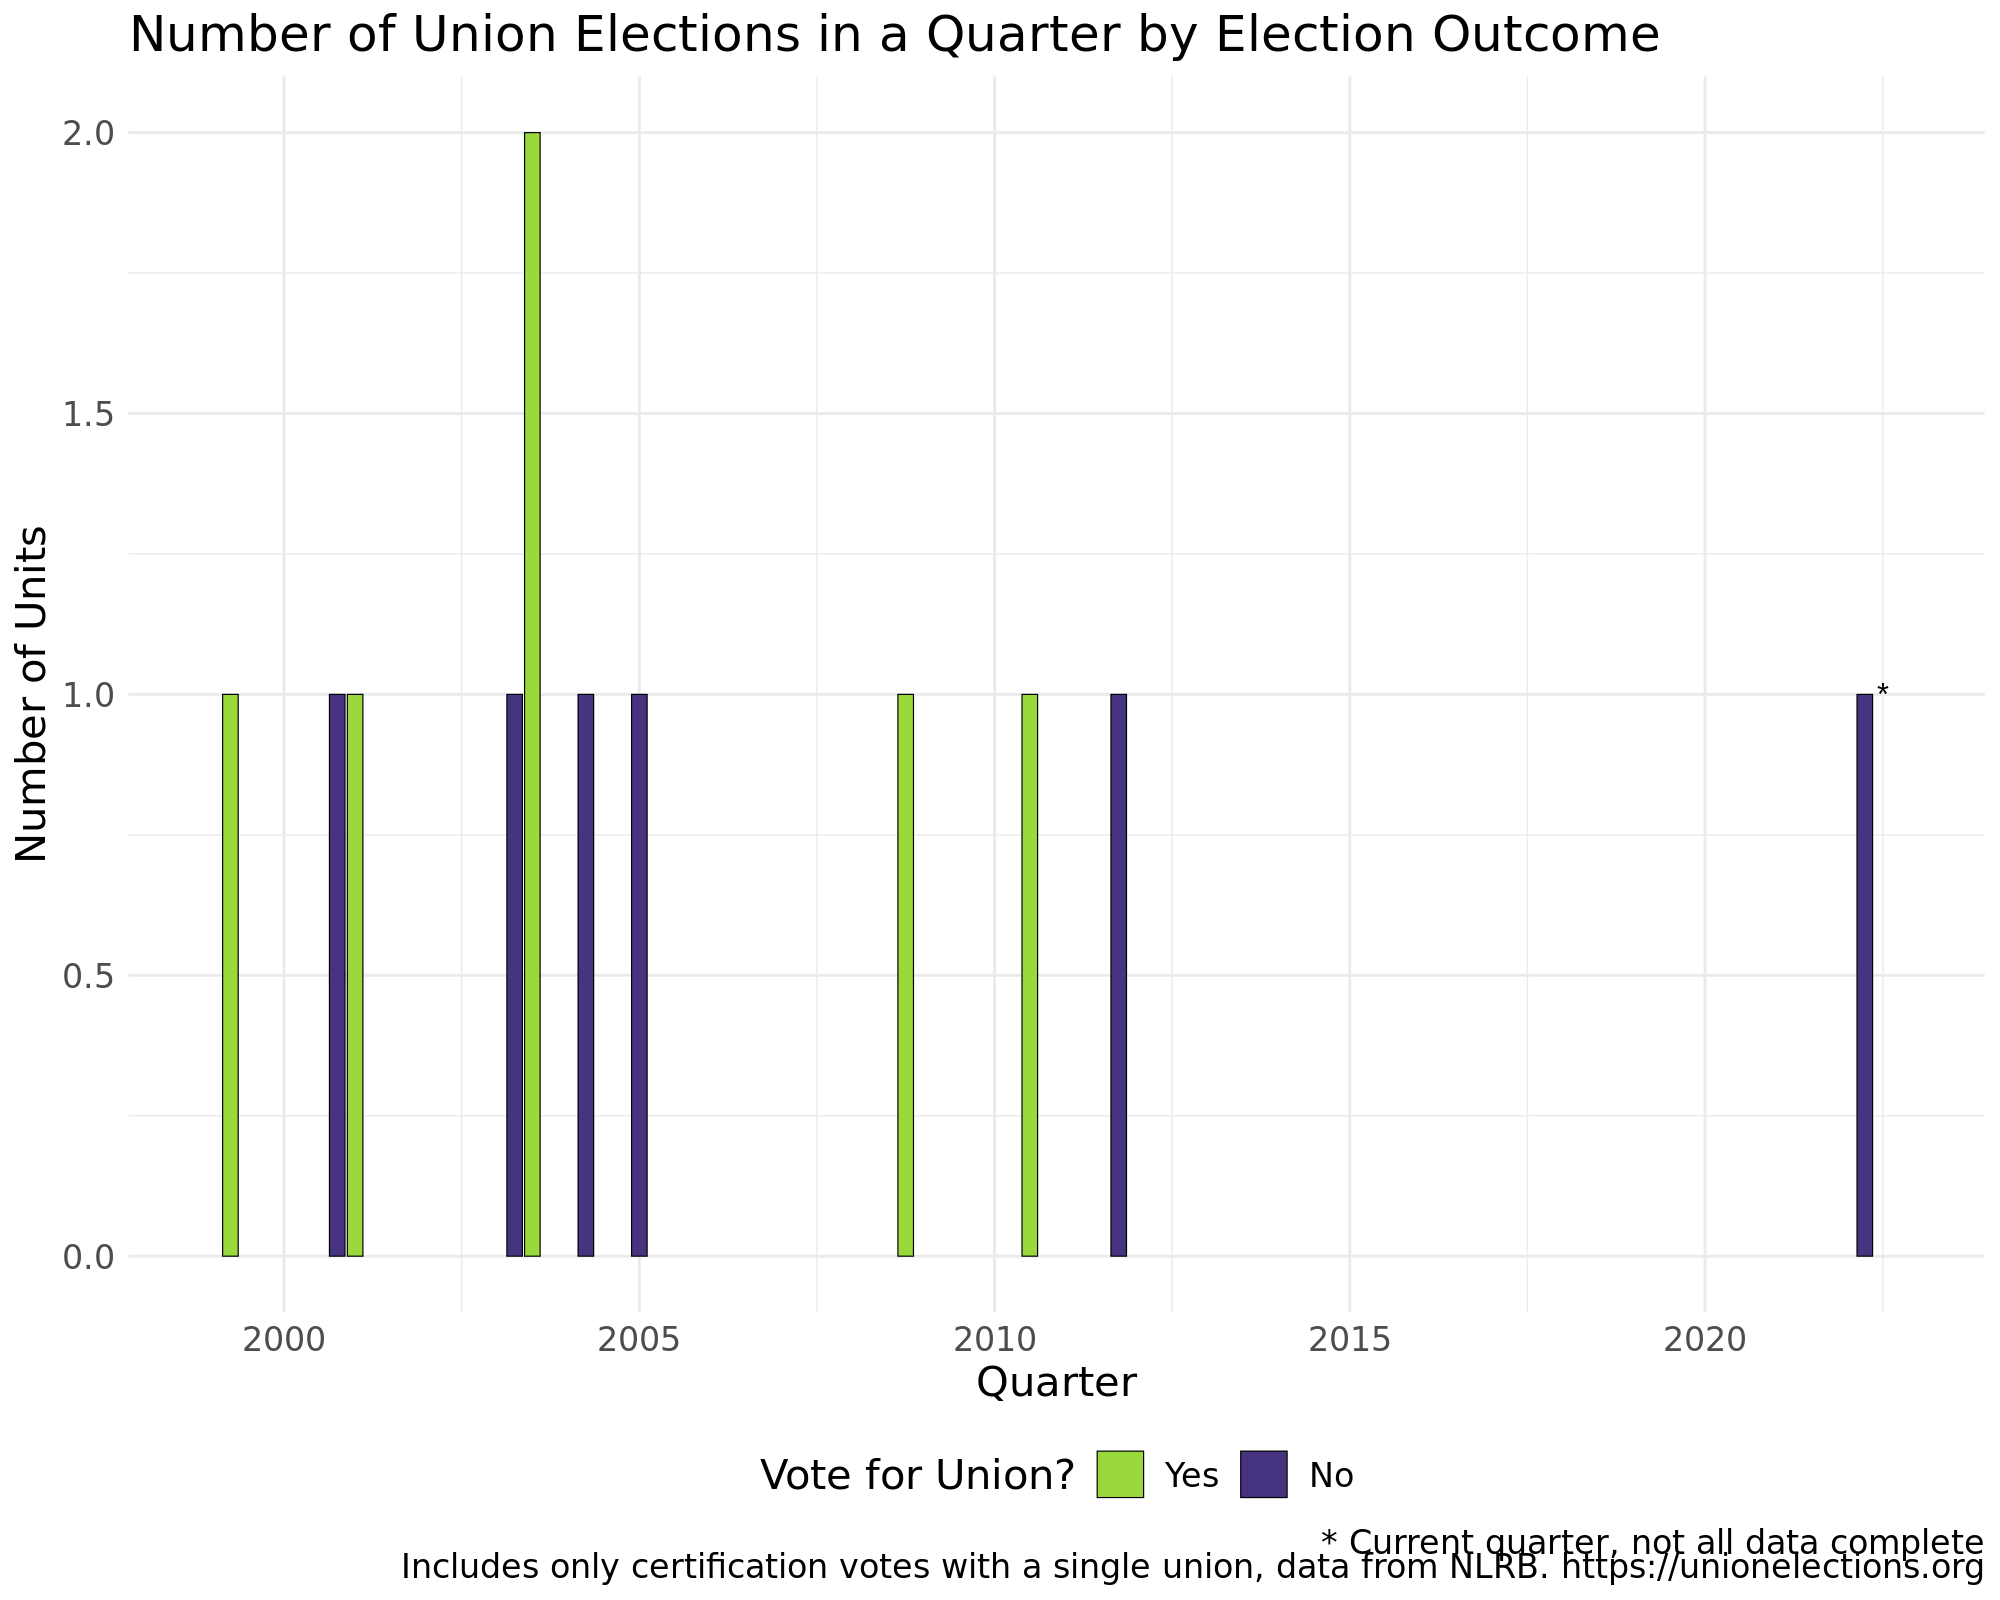 Number of Union Elections in a Quarter by Election Outcome
Number of Units
2.0
1.5
1.0
0.5
0.0
*
2000 2005 2010 2015 2020
Quarter
Vote for Union? Yes No
* Current quarter, not all data complete
Includes only certification votes with a single union, data from NLRB. https://unionelections.org